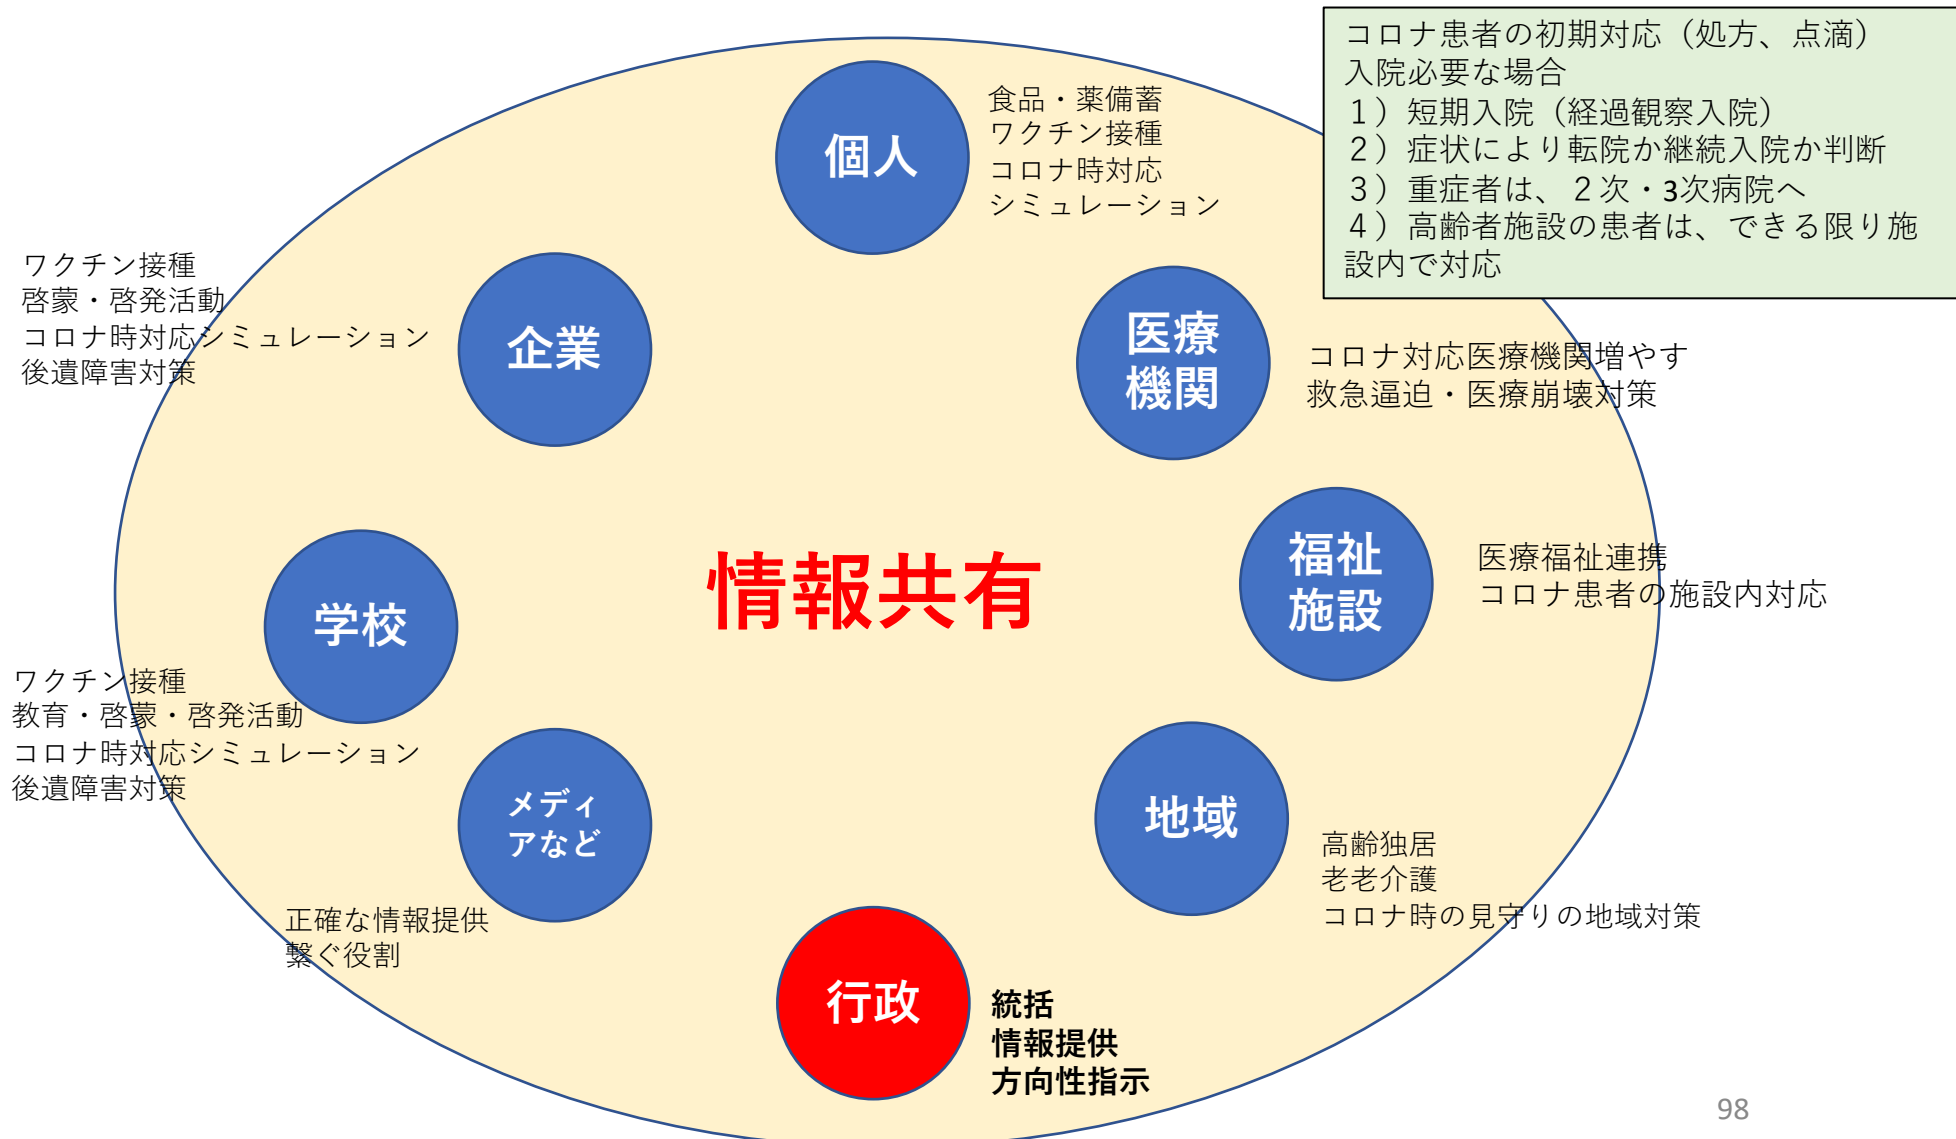 コロナ患者の初期対応（処方、点滴）
入院必要な場合
１）短期入院（経過観察入院）
２）症状により転院か継続入院か判断
３）重症者は、２次・3次病院へ
４）高齢者施設の患者は、できる限り施
設内で対応
個人
食品・薬備蓄
ワクチン接種
コロナ時対応
シミュレーション
ワクチン接種
啓蒙・啓発活動
コロナ時対応シミュレーション
後遺障害対策
企業
医療
機関
コロナ対応医療機関増やす
救急逼迫・医療崩壊対策
情報共有
福祉
施設
医療福祉連携
コロナ患者の施設内対応
学校
ワクチン接種
教育・啓蒙・啓発活動
コロナ時対応シミュレーション
後遺障害対策
メディ
アなど
正確な情報提供
繋ぐ役割
地域
高齢独居
老老介護
コロナ時の見守りの地域対策
行政
統括
情報提供
方向性指示
98